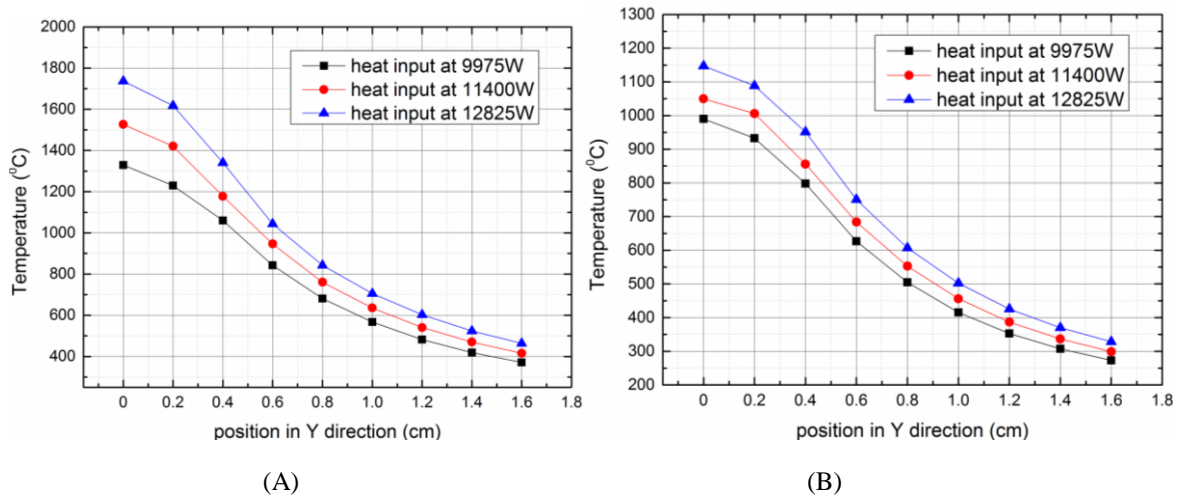 2000
1800
1600
1400
1200
1000
800
600
400
Temperature (⁰C)
heat input at 9975W
heat input at 11400W
heat input at 12825W
0 0.2 0.4 0.6 0.8 1.0 1.2 1.4 1.6 1.8
position in Y direction (cm)
(A)
1300
1200
1100
1000
900
800
700
600
500
400
300
200
Temperature (⁰C)
heat input at 9975W
heat input at 11400W
heat input at 12825W
0 0.2 0.4 0.6 0.8 1.0 1.2 1.4 1.6 1.8
position in Y direction (cm)
(B)